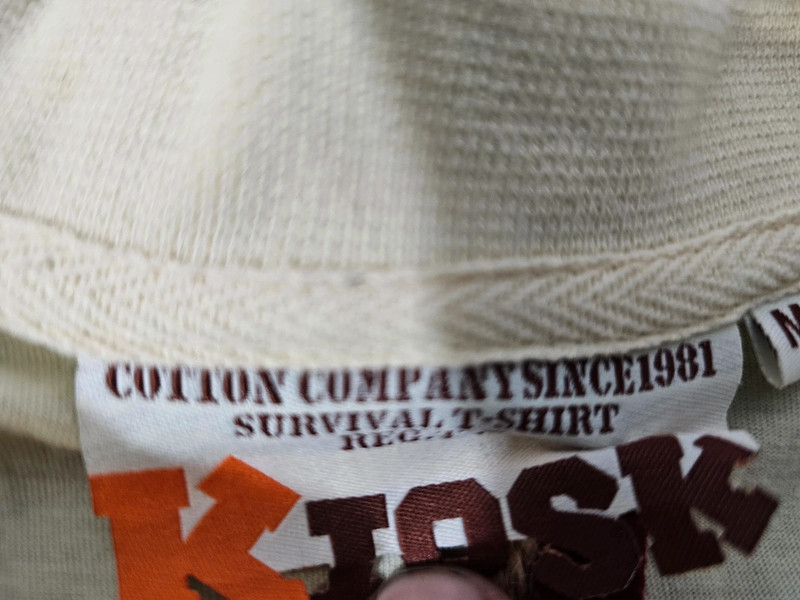 COTTON COMPANY SINCE 1981
SURVIVAL T-SHIRT
KIOSK